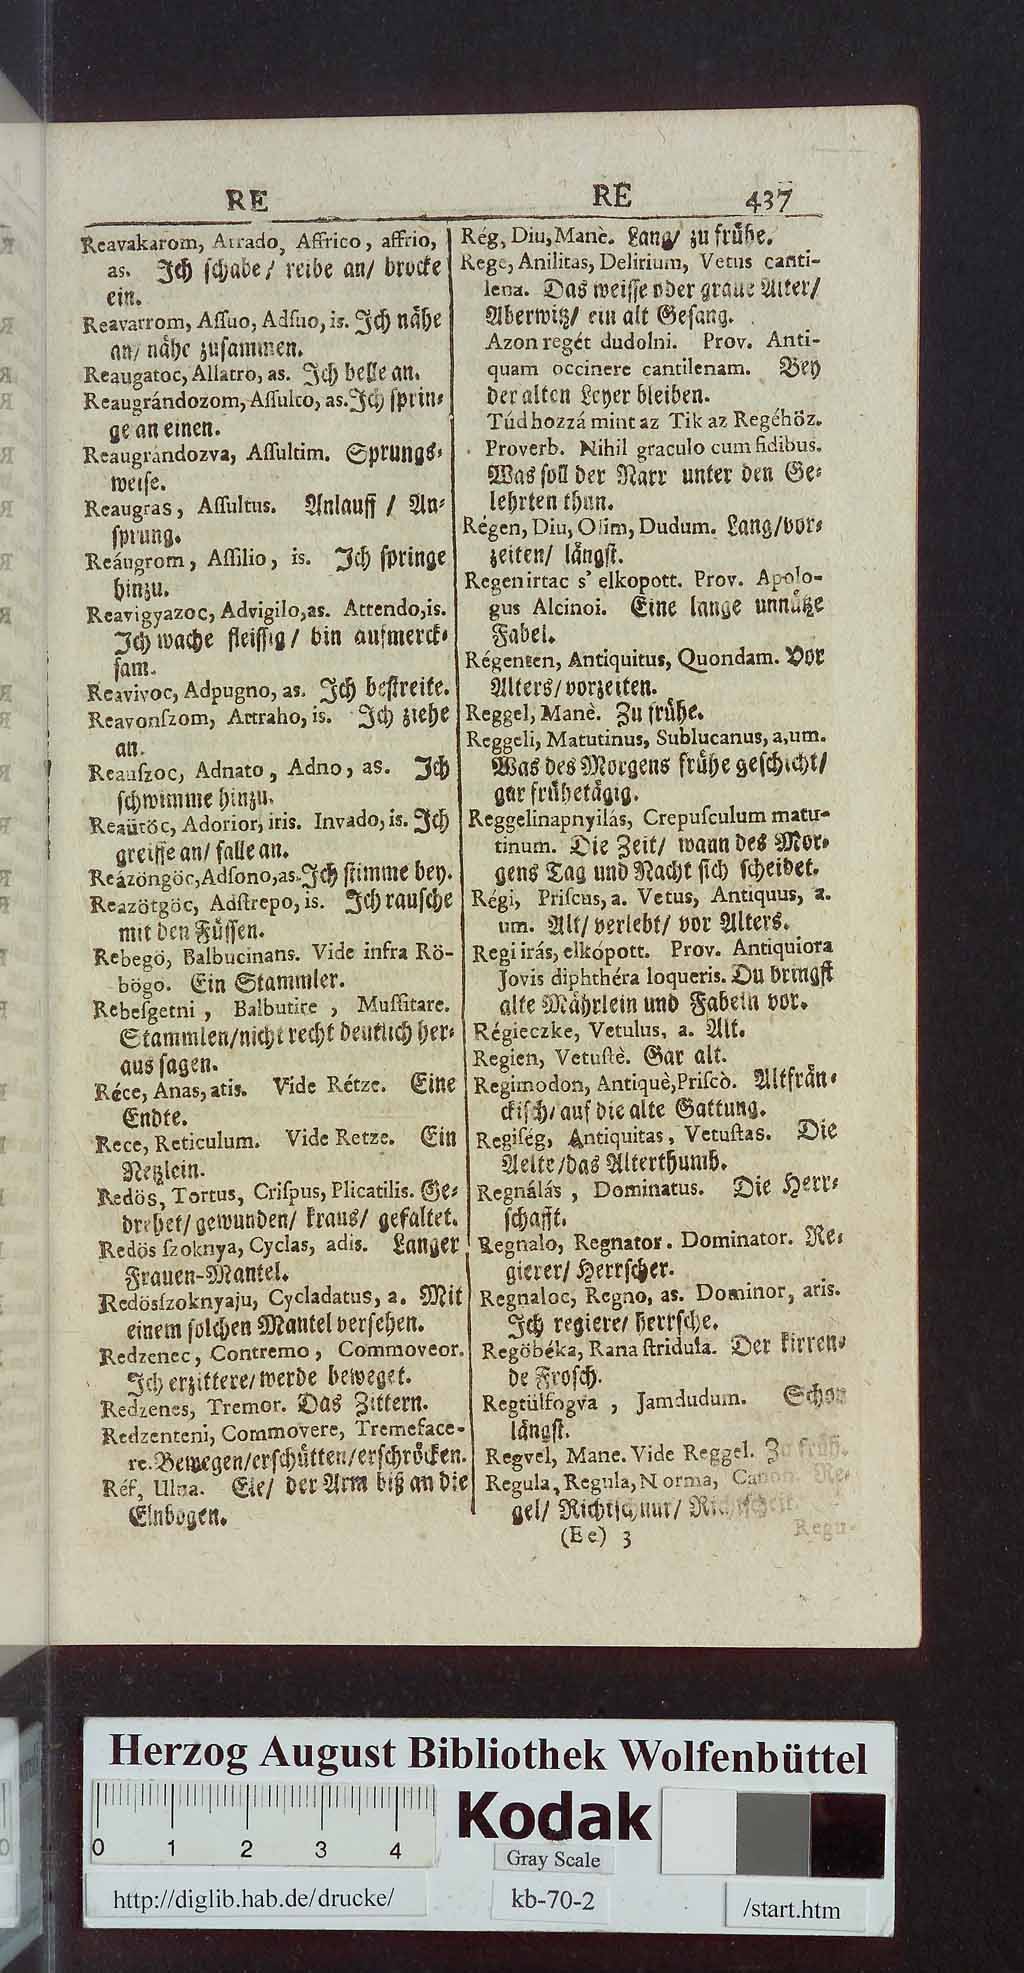 RE
RE 437
Reavakarom, Atrado, Affrico, affrio,
as. Ich schabe/ reibe an/ brocke
ein.
Reavarrom, Aſſuo, Adſuo, is. Ich nähe
an/ nähe zusammen.
Reaugatoc, Allatro, as. Ich belle an.
Reaugrándozom, Aſſulto, as. Ich sprin-
ge an einen.
Reaugrándozva, Aſſultim. Sprungs-
weise.
Reaugras, Aſſultus. Anlauff / An-
sprung.
Reáugrom, Aſſilio, is. Ich springe
hinzu.
Reavigyazoc, Advigilo, as. Attendo, is.
Ich wache fleissig/ bin aufmerck-
sam.
Reavivoc, Adpugno, as. Ich bestreite.
Reavonſzom, Attraho, is. Ich ziehe
an.
Reauſzoc, Adnato, Adno, as. Ich
schwimme hinzu.
Reaütöc, Adorior, iris. Invado, is. Ich
greiffe an/ falle an.
Reázöngöc, Adſono, as. Ich stimme bey.
Reazötgöc, Adſtrepo, is. Ich rausche
mit den Füssen.
Rebegö, Balbucinans. Vide infra Rö-
bögo. Ein Stammler.
Rebeſgetni, Balbutire, Muſſitare.
Stammlen/ nicht recht deutlich her-
aus sagen.
Réce, Anas, atis. Vide Rétze. Eine
Endte.
Rece, Reticulum. Vide Retze. Ein
Netzlein.
Redös, Tortus, Criſpus, Plicatilis. Ge-
drehet/ gewunden/ kraus/ gefaltet.
Redös ſzoknya, Cyclas, adis. Langer
Frauen-Mantel.
Redösſzoknyaju, Cycladatus, a. Mit
einem solchen Mantel versehen.
Redzenec, Contremo, Commoveor.
Ich erzittere/ werde beweget.
Redzenes, Tremor. Das Zittern.
Redzenteni, Commovere, Tremeface-
re. Bewegen/ erschütten/ erschröcken.
Réf, Ulna. Ele/ der Arm biß an die
Elnbogen.
Rég, Diu, Manè. Lang/ zu frühe.
Rege, Anilitas, Delirium, Vetus canti-
lena. Das weisse oder graue Alter/
Aberwitz/ ein alt Gesang.
Azon regét dudolni. Prov. Anti-
quam occinere cantilenam. Bey
der alten Leyer bleiben.
Túd hozzá mint az Tik az Regéhöz.
Proverb. Nihil graculo cum fidibus.
Was soll der Narr unter den Ge-
lehrten thun.
Régen, Diu, Olim, Dudum. Lang/ vor-
zeiten/ längst.
Regen irtac s' elkopott. Prov. Apolo-
gus Alcinoi. Eine lange unnütze
Fabel.
Régenten, Antiquitus, Quondam. Vor
Alters/ vorzeiten.
Reggel, Manè. Zu frühe.
Reggeli, Matutinus, Sublucanus, a, um.
Was des Morgens frühe geschicht/
gar frühetägig.
Reggelinapnyilás, Crepuſculum matu-
tinum. Die Zeit/ wann des Mor-
gens Tag und Nacht sich scheidet.
Régi, Priſcus, a. Vetus, Antiquus, a.
um. Alt/ verlebt/ vor Alters.
Regi irás, elkópott. Prov. Antiquiora
Jovis diphthéra loqueris. Du bringst
alte Mährlein und Fabeln vor.
Régieczke, Vetulus, a. Alt.
Regien, Vetuſtè. Gar alt.
Regimodon, Antiquè, Priſcò. Altfrän-
ckisch/ auf die alte Gattung.
Regiſég, Antiquitas, Vetuſtas. Die
Aelte/ das Alterthumb.
Regnálás, Dominatus. Die Herr-
schafft.
Regnalo, Regnator. Dominator. Re-
gierer/ Herrscher.
Regnaloc, Regno, as. Dominor, aris.
Ich regiere/ herrsche.
Regöbéka, Rana ſtridula. Der kirren-
de Frosch.
Regtülfogva, Jamdudum. Schon
längst.
Regvel, Mane. Vide Reggel. Zu früh.
Regula, Regula, Norma, Canon. Re-
gel/ Richtschnur/ Richtscheit.
(Ee) 3
Regu-
Herzog August Bibliothek Wolfenbüttel
Kodak
0 1 2 3 4
Gray Scale
http://diglib.hab.de/drucke/
kb-70-2
/start.htm